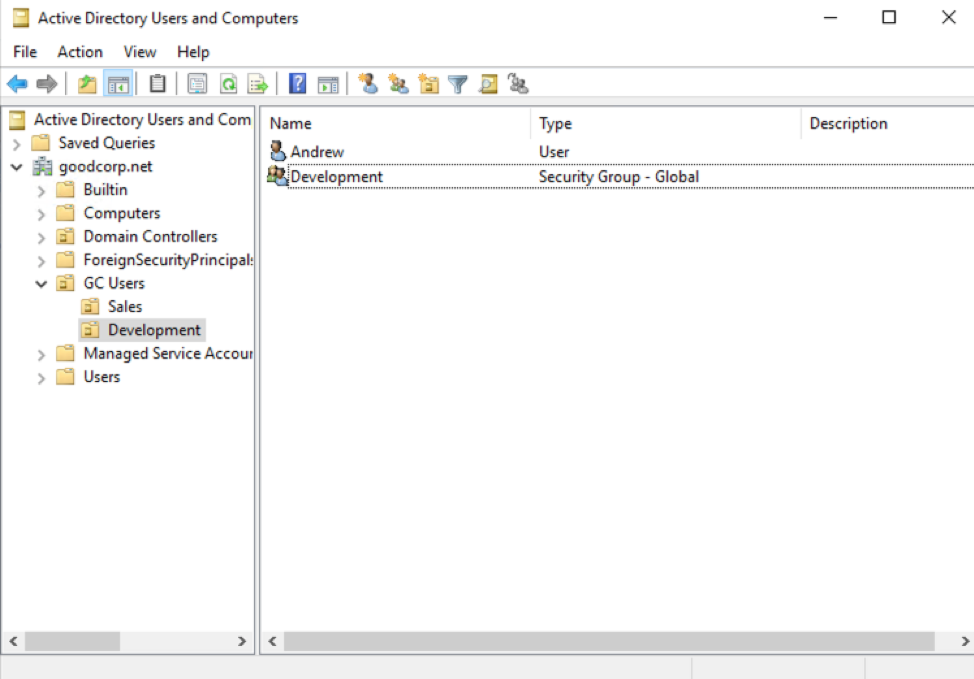 Active Directory Users and Computers
File Action View Help
Active Directory Users and Com
Saved Queries
goodcorp.net
Builtin
Computers
Domain Controllers
ForeignSecurityPrincipals
GC Users
Sales
Development
Managed Service Accour
Users
Name Type Description
Andrew User
Development Security Group - Global